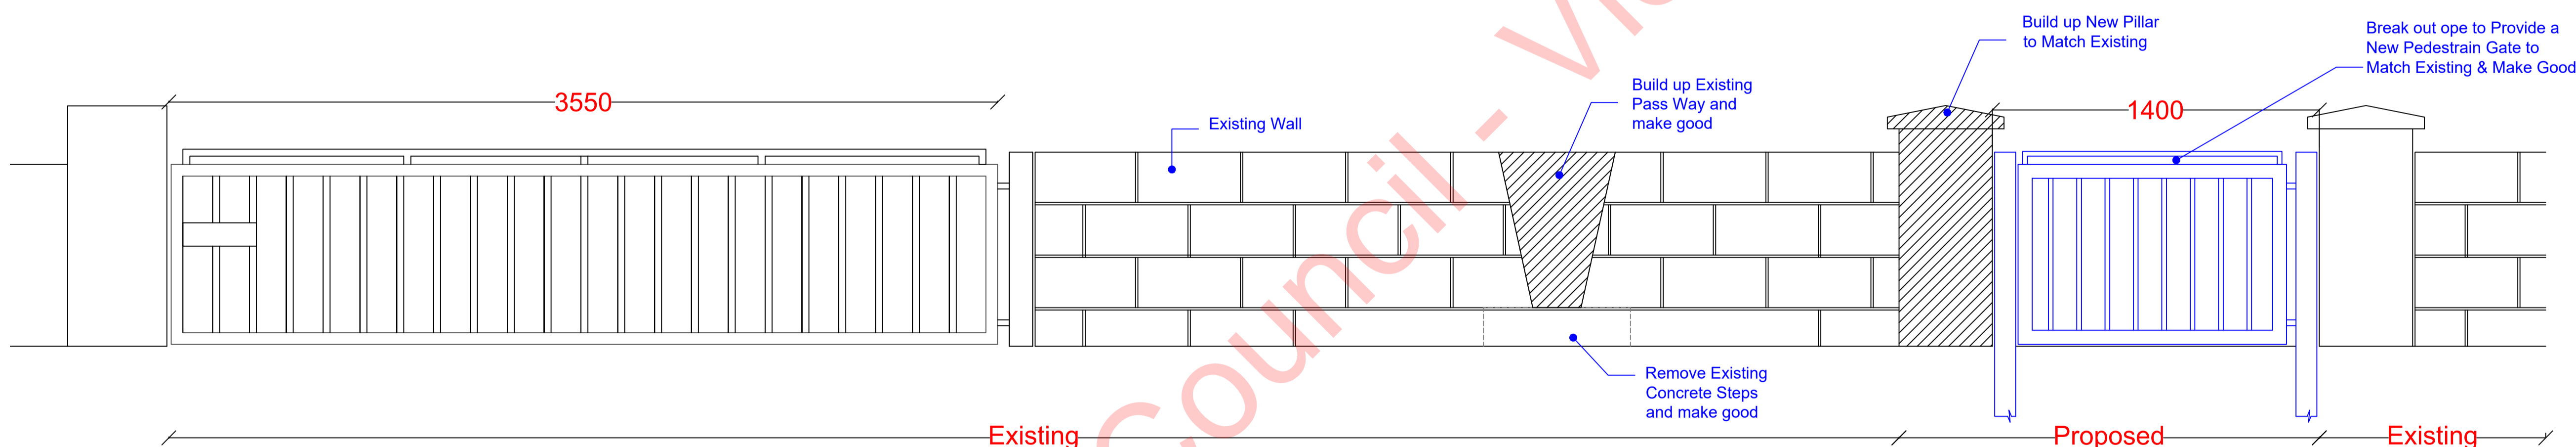 Build up New Pillar
to Match Existing
Break out ope to Provide a
New Pedestrain Gate to
Match Existing & Make Good
Build up Existing
Pass Way and
make good
Existing Wall
3550
1400
Remove Existing
Concrete Steps
and make good
Existing
Proposed
Existing
Council - Vie